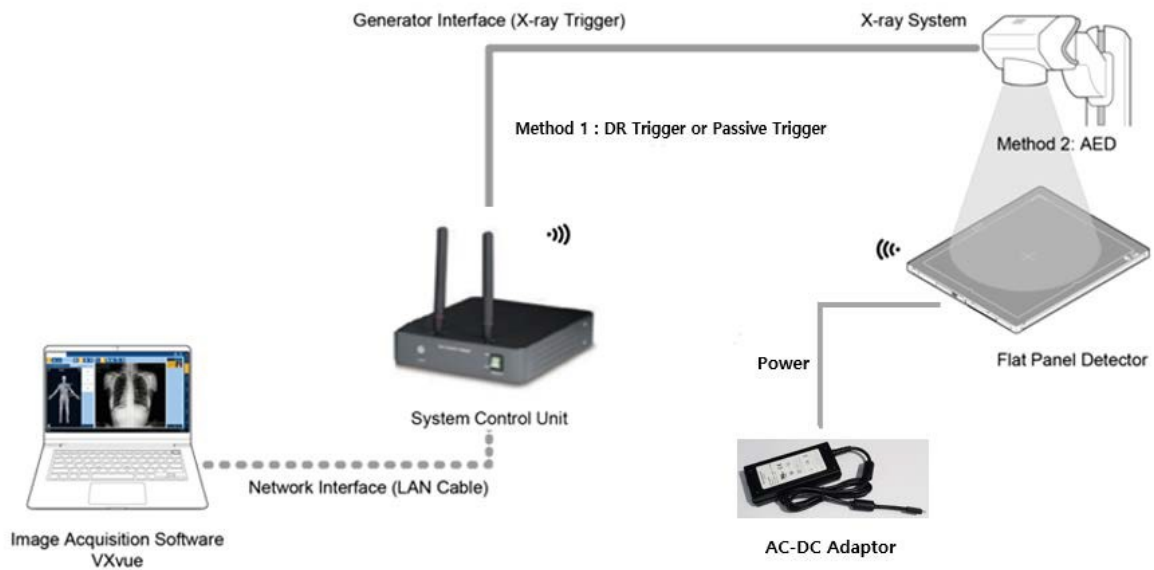 Generator Interface (X-ray Trigger)
X-ray System
Method 1 : DR Trigger or Passive Trigger
Method 2: AED
Power
Flat Panel Detector
System Control Unit
Network Interface (LAN Cable)
Image Acquisition Software
VXvue
AC-DC Adaptor